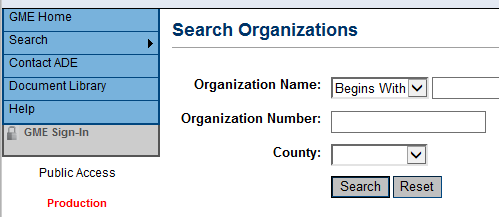 GME Home
Search
Contact ADE
Document Library
Help
GME Sign-In
Public Access
Production
Search Organizations
Organization Name: Begins With
Organization Number:
County:
Search Reset